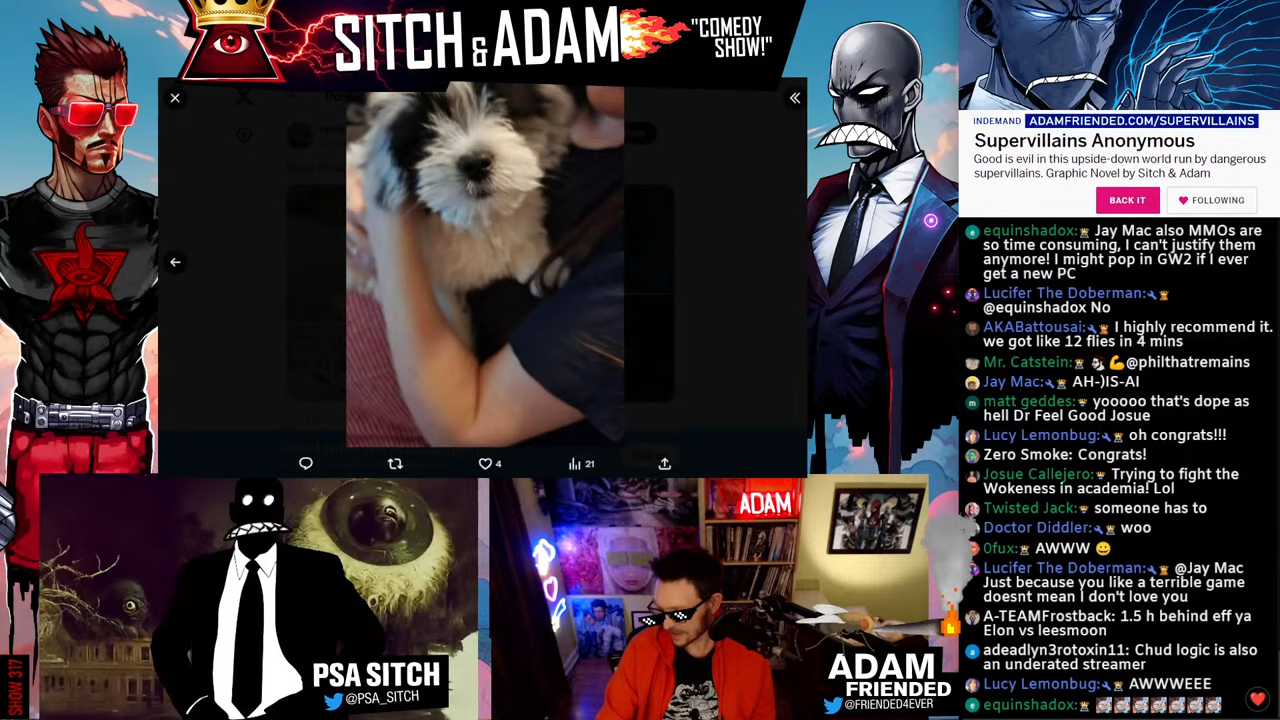 SITCH & ADAM
"COMEDY
SHOW!"
4
21
PSA SITCH
@PSA_SITCH
ADAM
ADAM
FRIENDED
@FRIENDED4EVER
SHOW 317
INDEMAND ADAMFRIENDED.COM/SUPERVILLAINS
Supervillains Anonymous
Good is evil in this upside-down world run by dangerous
supervillains. Graphic Novel by Sitch & Adam
BACK IT
FOLLOWING
equinshadox: Jay Mac also MMOs are
so time consuming, I can't justify them
anymore! I might pop in GW2 if I ever
get a new PC
Lucifer The Doberman:
@equinshadox No
AKABattousai: I highly recommend it.
we got like 12 flies in 4 mins
Mr. Catstein: @philthatremains
Jay Mac: AH-)IS-AI
matt geddes: yooooo that's dope as
hell Dr Feel Good Josue
Lucy Lemonbug: oh congrats!!!
Zero Smoke: Congrats!
Josue Callejero: Trying to fight the
Wokeness in academia! Lol
Twisted Jack: someone has to
Doctor Diddler: woo
0fux: AWWW 😀
Lucifer The Doberman: @Jay Mac
Just because you like a terrible game
doesnt mean I don't love you
A-TEAMFrostback: 1.5 h behind eff ya
Elon vs leesmoon
adeadlyn3rotoxin11: Chud logic is also
an underated streamer
Lucy Lemonbug: AWWWEEE
equinshadox: